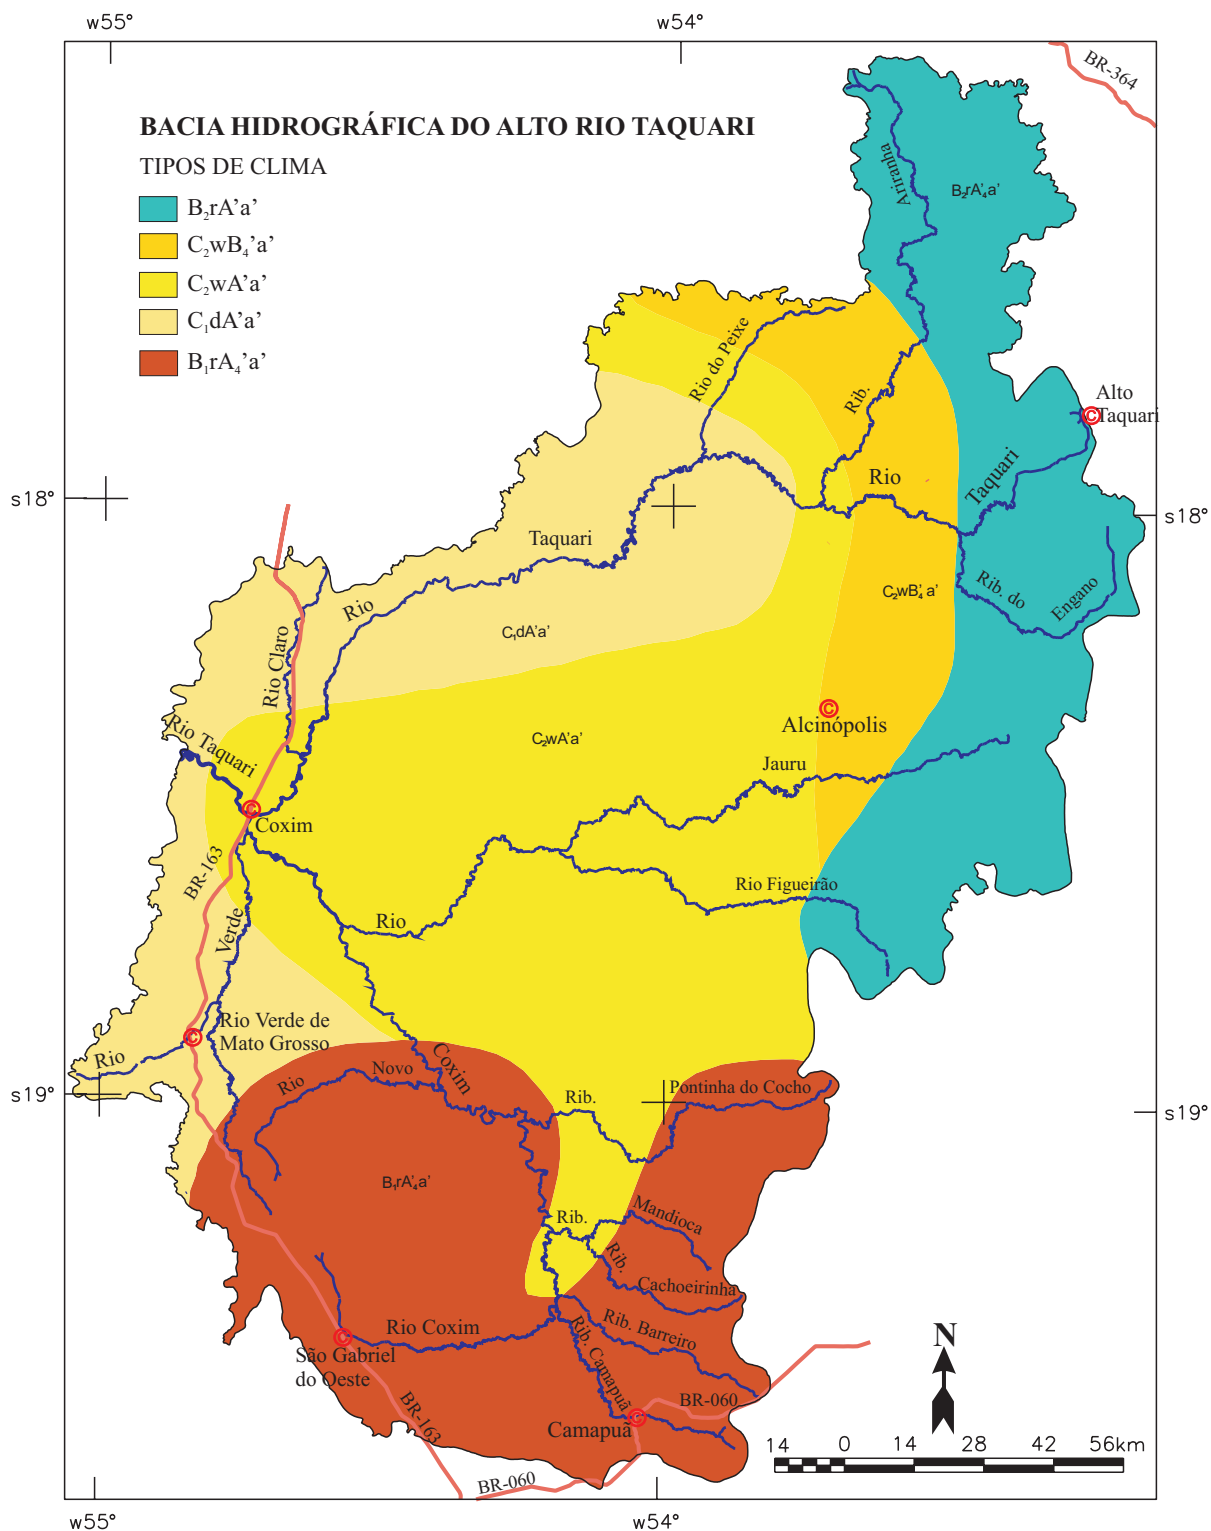 w55°
w54°
BR-364
BACIA HIDROGRÁFICA DO ALTO RIO TAQUARI
TIPOS DE CLIMA
B₂rA'a'
C₂wB₄'a'
C₂wA'a'
C₁dA'a'
B₁rA₄'a'
Ariranha
B₂rA'₄a'
Rio do Peixe
Rib.
Alto
Taquari
s18°
Rio
Taquari
s18°
Taquari
Rib. do
Engano
C₂wB'₄a'
Rio
C₁dA'a'
Rio Claro
Rio Taquari
C₂wA'a'
Alcinópolis
Jauru
Coxim
BR-163
Rio Figueirão
Verde
Rio
Rio Verde de
Mato Grosso
Rio
Coxim
Rio
Novo
Rib.
Pontinha do Cocho
s19°
s19°
B₁rA'₄a'
Rib.
Mandioca
Rib.
Cachoeirinha
Rio Coxim
Rib. Barreiro
Rib. Camapuã
São Gabriel
do Oeste
BR-163
BR-060
Camapuã
BR-060
N
14 0 14 28 42 56km
w55°
w54°